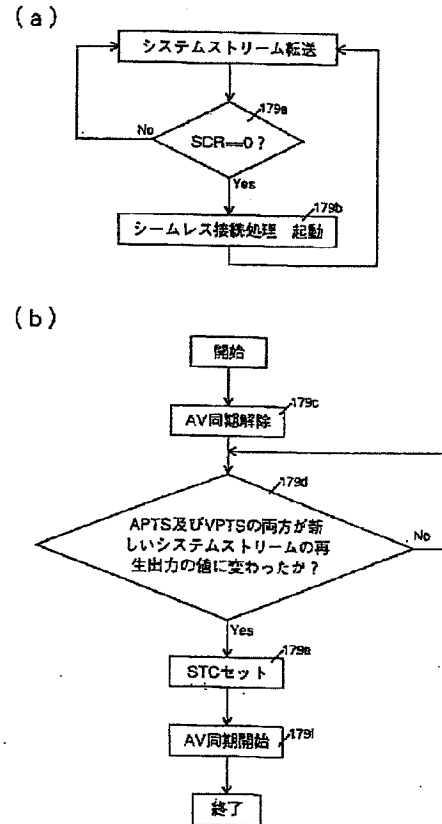 (a)
システムストリーム転送
179a
SCR==0?
No
Yes
179b
シームレス接続処理 起動
(b)
開始
179c
AV同期解除
179d
APTS及びVPTSの両方が新
しいシステムストリームの再
生出力の値に変わったか?
No
Yes
179e
STCセット
179f
AV同期開始
終了